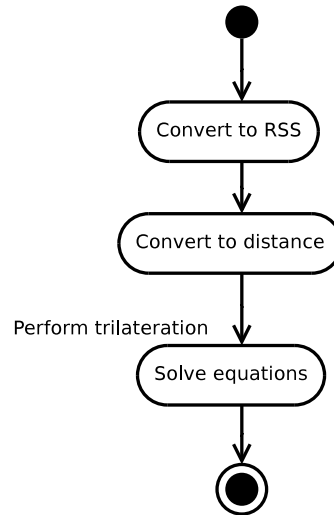 Convert to RSS
Convert to distance
Perform trilateration
Solve equations